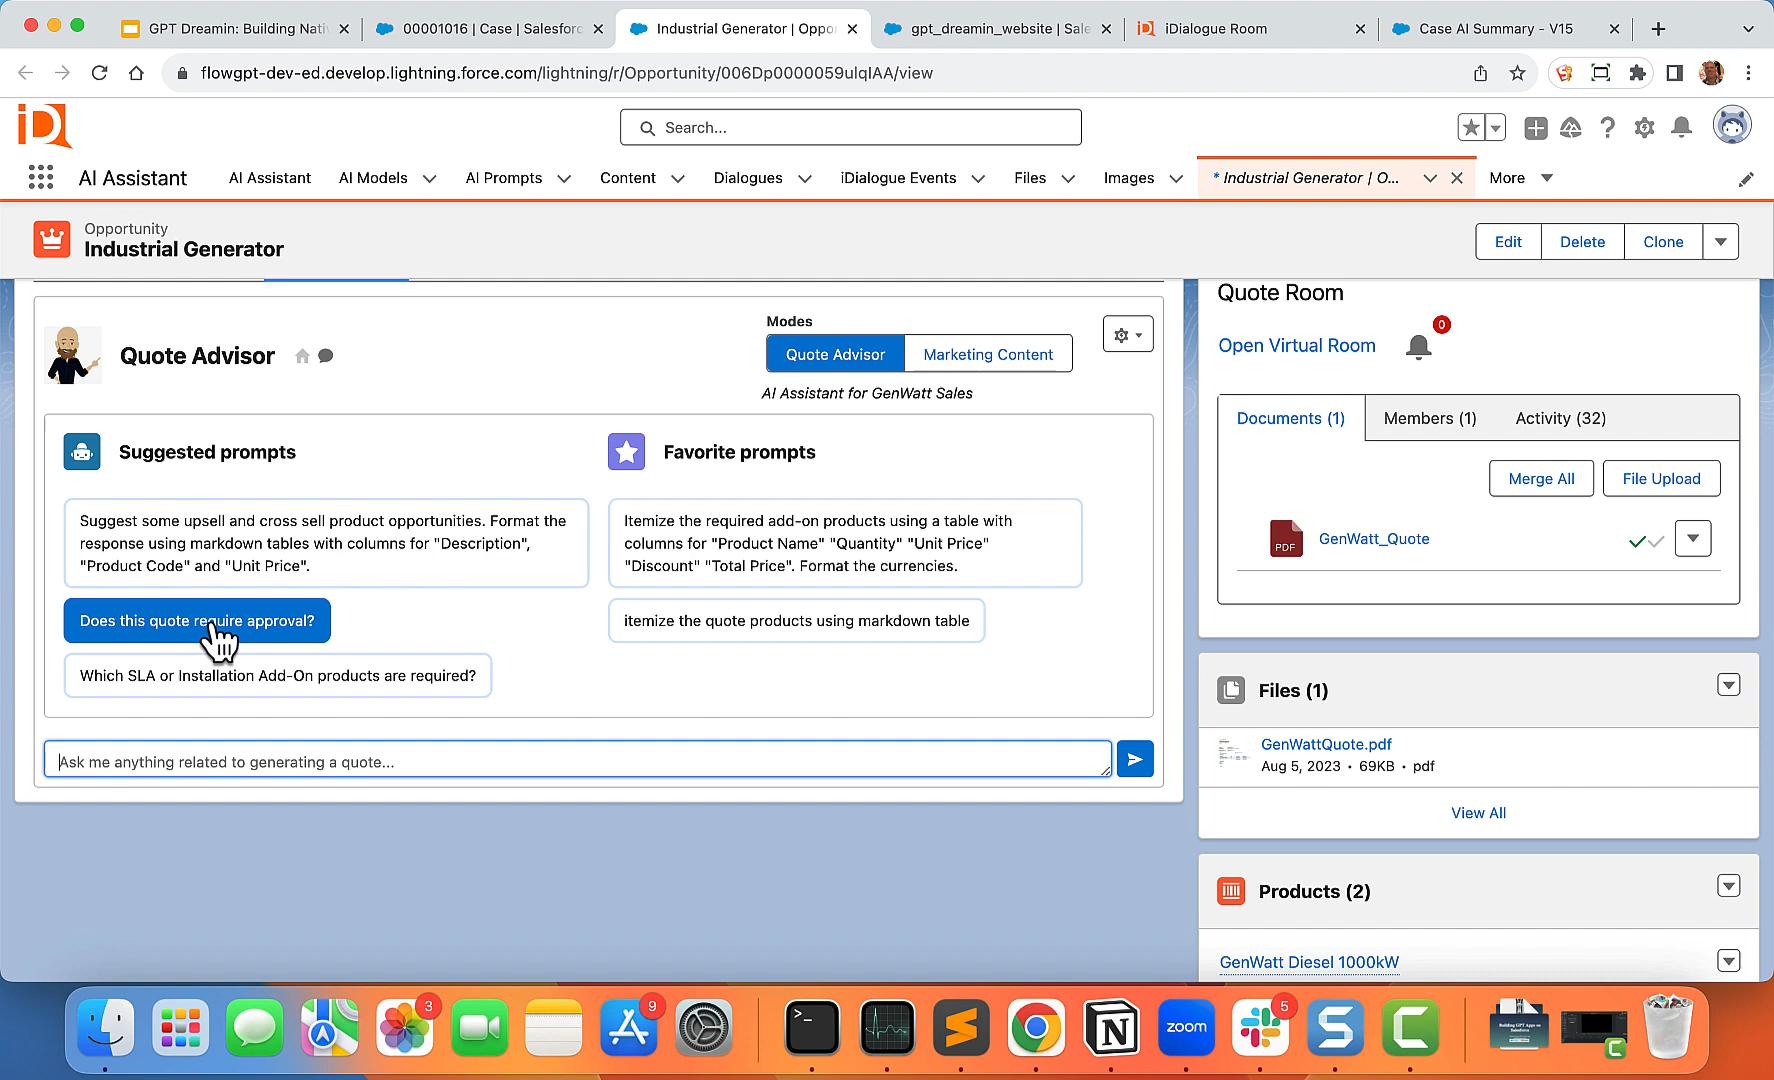 GPT Dreamin: Building Nati
00001016 | Case | Salesforc
Industrial Generator | Oppo
gpt_dreamin_website | Sale
iDialogue Room
Case AI Summary - V15
flowgpt-dev-ed.develop.lightning.force.com/lightning/r/Opportunity/006Dp0000059ulqIAA/view
iD
Search...
AI Assistant
AI Assistant
AI Models
AI Prompts
Content
Dialogues
iDialogue Events
Files
Images
* Industrial Generator | O...
More
Opportunity
Industrial Generator
Edit
Delete
Clone
Quote Advisor
Modes
Quote Advisor
Marketing Content
AI Assistant for GenWatt Sales
Suggested prompts
Suggest some upsell and cross sell product opportunities. Format the
response using markdown tables with columns for "Description",
"Product Code" and "Unit Price".
Does this quote require approval?
Which SLA or Installation Add-On products are required?
Favorite prompts
Itemize the required add-on products using a table with
columns for "Product Name" "Quantity" "Unit Price"
"Discount" "Total Price". Format the currencies.
itemize the quote products using markdown table
Ask me anything related to generating a quote...
Quote Room
Open Virtual Room
0
Documents (1)
Members (1)
Activity (32)
Merge All
File Upload
PDF
GenWatt_Quote
Files (1)
GenWattQuote.pdf
Aug 5, 2023 • 69KB • pdf
View All
Products (2)
GenWatt Diesel 1000kW
3
9
zoom
5
Building GPT Apps on
Salesforce